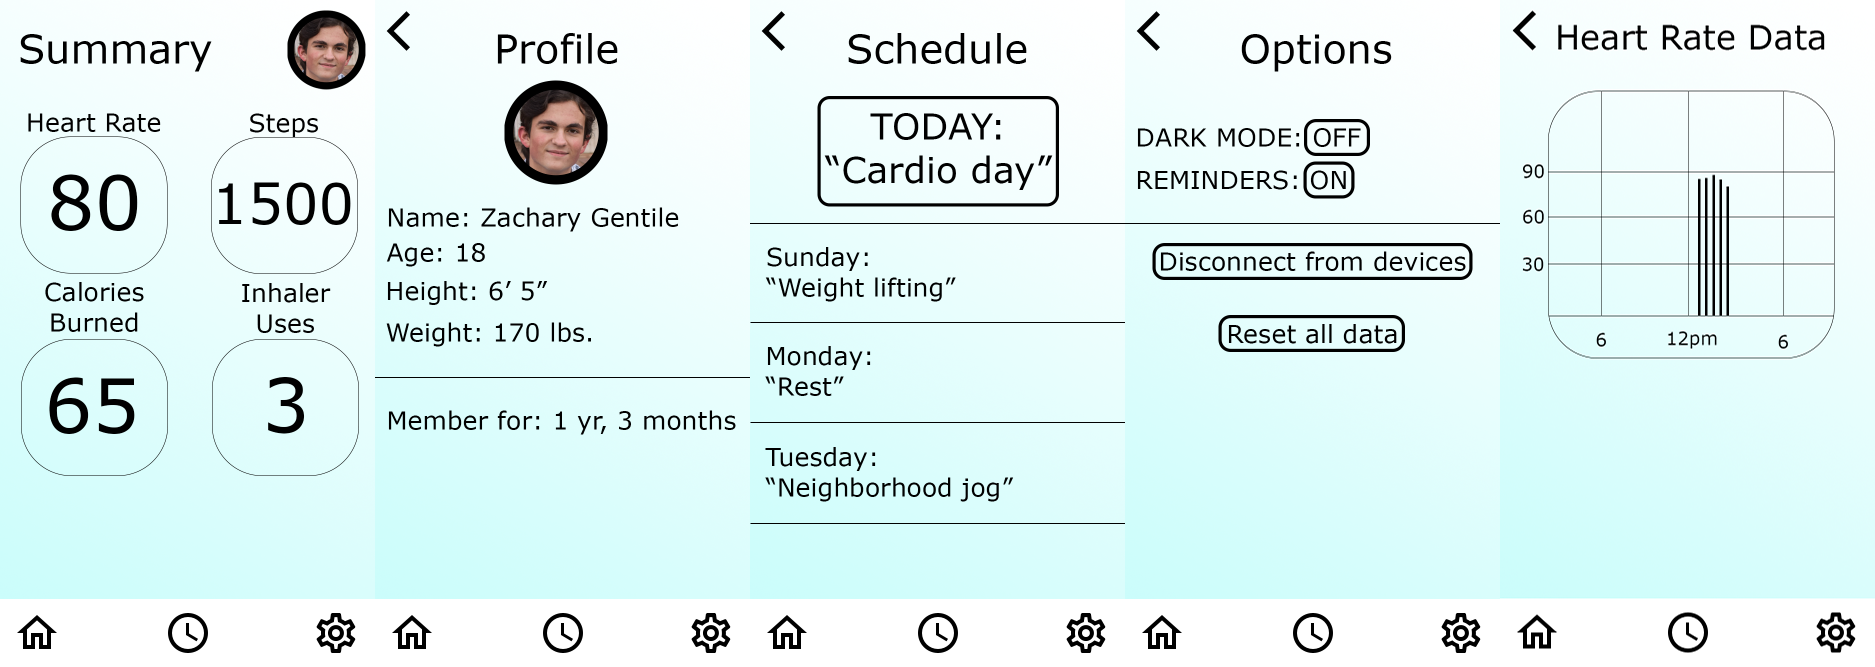 Summary
Heart Rate
Steps
80
1500
Calories
Burned
Inhaler
Uses
65
3
Profile
Name: Zachary Gentile
Age: 18
Height: 6’ 5”
Weight: 170 lbs.
Member for: 1 yr, 3 months
Schedule
TODAY:
“Cardio day”
Sunday:
“Weight lifting”
Monday:
“Rest”
Tuesday:
“Neighborhood jog”
Options
DARK MODE: OFF
REMINDERS: ON
Disconnect from devices
Reset all data
Heart Rate Data
90
60
30
6 12pm 6